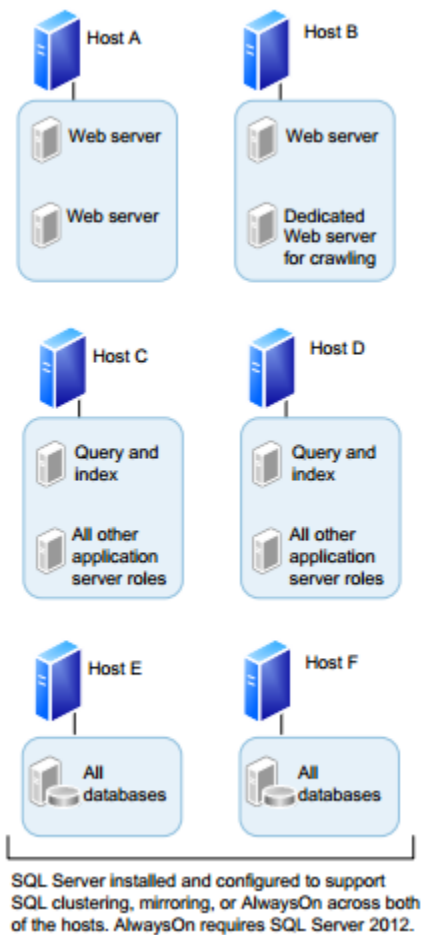 Host A
Host B
Web server
Web server
Web server
Dedicated
Web server
for crawling
Host C
Host D
Query and
index
All other
application
server roles
Query and
index
All other
application
server roles
Host E
Host F
All
databases
All
databases
SQL Server installed and configured to support
SQL clustering, mirroring, or AlwaysOn across both
of the hosts. AlwaysOn requires SQL Server 2012.